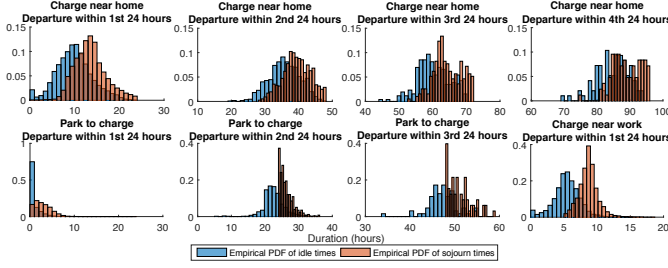 Charge near home
Departure within 1st 24 hours
0.15
0.1
0.05
0
0 10 20 30
Charge near home
Departure within 2nd 24 hours
0.15
0.1
0.05
0
10 20 30 40 50
Charge near home
Departure within 3rd 24 hours
0.15
0.1
0.05
0
40 50 60 70 80
Charge near home
Departure within 4th 24 hours
0.15
0.1
0.05
0
60 70 80 90 100
Park to charge
Departure within 1st 24 hours
1
0.5
0
0 10 20 30
Park to charge
Departure within 2nd 24 hours
0.4
0.2
0
0 10 20 30 40
Park to charge
Departure within 3rd 24 hours
0.4
0.2
0
30 40 50 60
Charge near work
Departure within 1st 24 hours
0.4
0.2
0
0 5 10 15 20
Duration (hours)
Empirical PDF of idle times
Empirical PDF of sojourn times